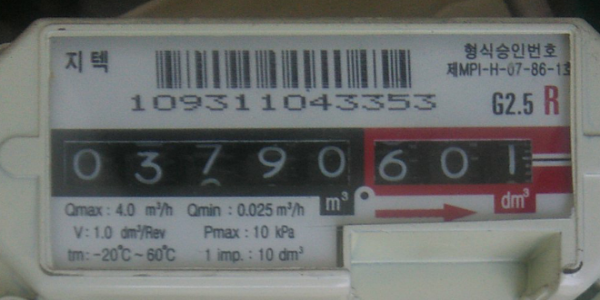 지 텍
형식승인번호
제MPI-H-07-86-13
109311043353
G2.5 R
03790 601
m³ dm³
Qmax : 4.0 m³/h Qmin : 0.025 m³/h
V : 1.0 dm³/Rev Pmax : 10 kPa
tm: -20℃ ~ 60℃ 1 imp. : 10 dm³